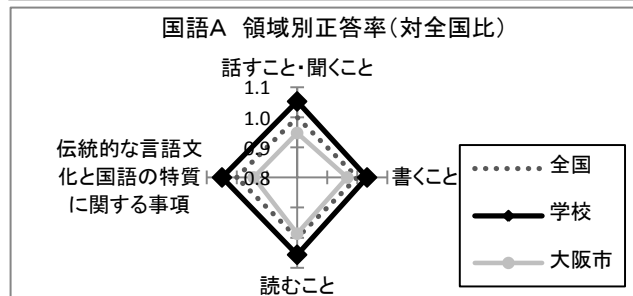 国語A 領域別正答率(対全国比)
話すこと・聞くこと
1.1
1.0
0.9
0.8
伝統的な言語文
化と国語の特質
に関する事項
書くこと
読むこと
全国
学校
大阪市